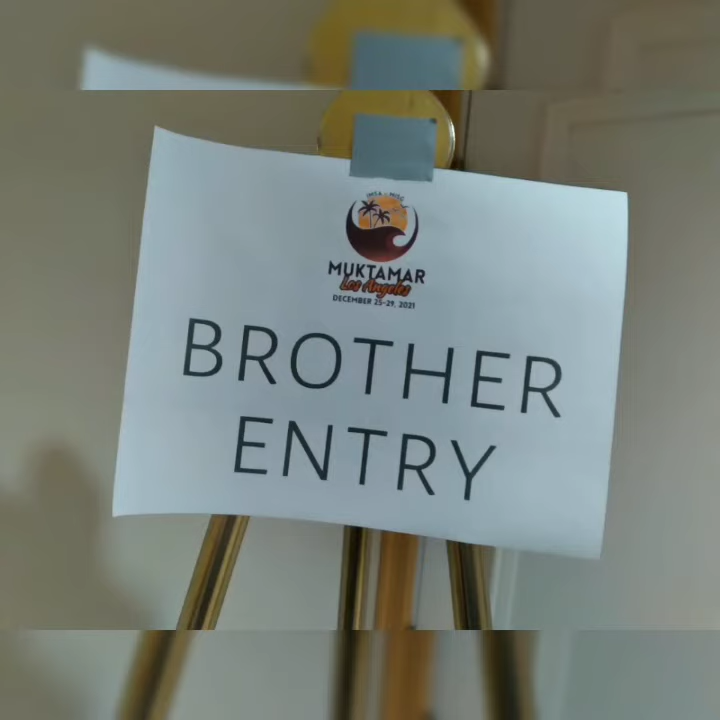 MUKTAMAR
Los Angeles
DECEMBER 25-29, 2021
BROTHER
ENTRY